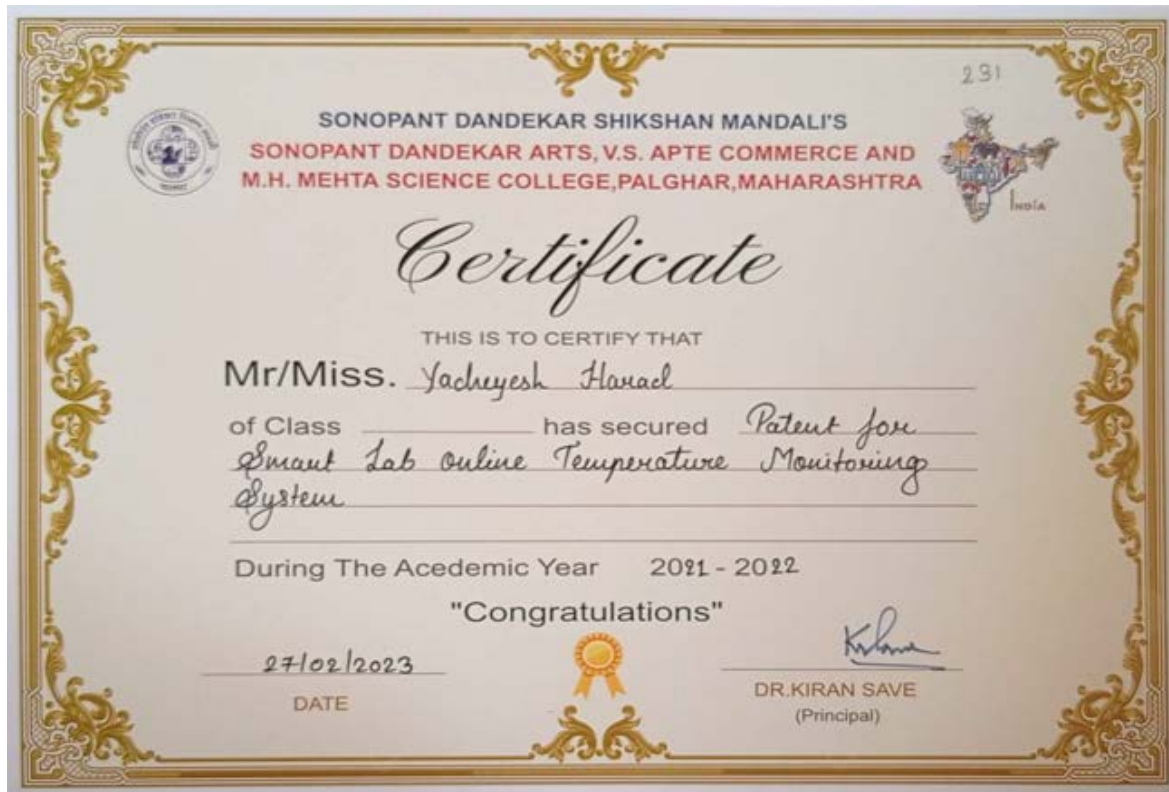 231
SONOPANT DANDEKAR SHIKSHAN MANDALI'S
SONOPANT DANDEKAR ARTS, V.S. APTE COMMERCE AND
M.H. MEHTA SCIENCE COLLEGE,PALGHAR,MAHARASHTRA
INDIA
Certificate
THIS IS TO CERTIFY THAT
Mr/Miss. Harad
of Class has secured Patent for
Smart Lab online Temperature Monitoring
System
During The Acedemic Year 2021 - 2022
"Congratulations"
27/02/2023
DATE
DR.KIRAN SAVE
(Principal)